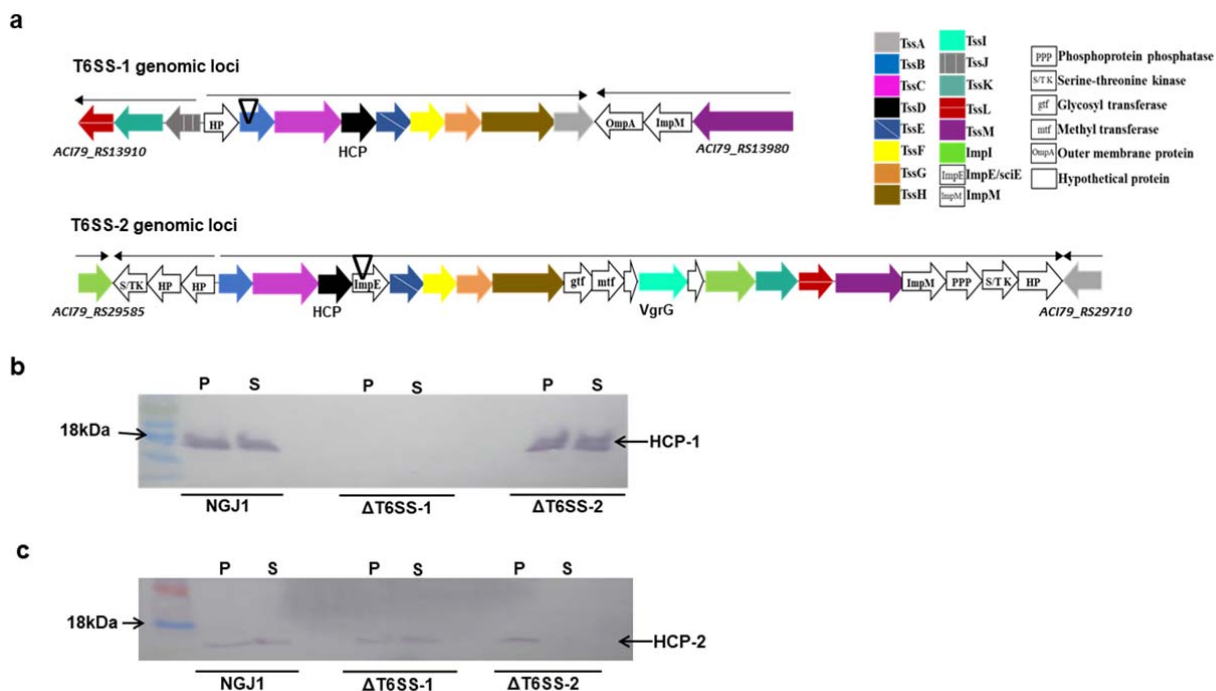 a
T6SS-1 genomic loci
HP
OmpA
ImpM
ACI79_RS13910
HCP
ACI79_RS13980
TssA
TssB
TssC
TssD
TssE
TssF
TssG
TssH
TssI
TssJ
TssK
TssL
TssM
ImpI
ImpE ImpE/sciE
ImpM ImpM
PPP Phosphoprotein phosphatase
S/TK Serine-threonine kinase
gtf Glycosyl transferase
mtf Methyl transferase
OmpA Outer membrane protein
Hypothetical protein
T6SS-2 genomic loci
S/TK HP HP ImpE gtf mtf ImpM PPP S/TK HP
ACI79_RS29585
HCP
VgrG
ACI79_RS29710
b
P S P S P S
18kDa
HCP-1
NGJ1 ΔT6SS-1 ΔT6SS-2
c
P S P S P S
18kDa
HCP-2
NGJ1 ΔT6SS-1 ΔT6SS-2